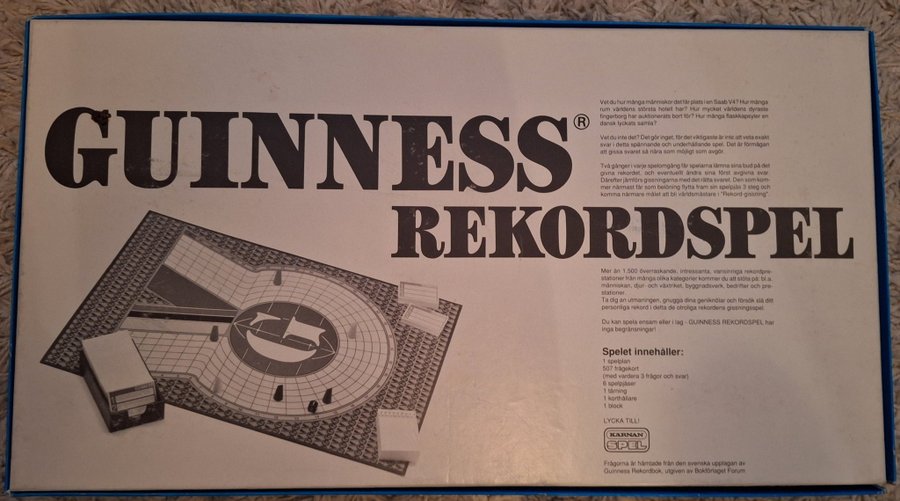 GUINNESS®
REKORDSPEL
Vet du hur många människor det får plats i en Saab V4? Hur många
rum världens största hotell har? Hur mycket världens dyraste
fingerborg har auktionerats bort för? Hur många flaskkapsyler en
dansk lyckats samla?
Vet du inte det? Det gör inget, för det viktigaste är inte att veta exakt
svar i detta spännande och underhållande spel. Det är förmågan
att gissa svaret så nära som möjligt som avgör.
Två gånger i varje spelomgång får spelarna lämna sina bud på det
givna rekordet, och eventuellt ändra sina först avgivna svar.
Därefter jämförs gissningarna med det rätta svaret. Den som kom-
mer närmast får som belöning flytta fram sin spelpjäs 3 steg och
komma närmare målet att bli världsmästare i "Rekord-gissning".
Mer än 1.500 överraskande, intressanta, vansinniga rekordpre-
stationer från många olika kategorier kommer du att stöta på: bl a
människan, djur- och växtriket, byggnadsverk, bedrifter och pre-
stationer.
Ta dig an utmaningen, gnugga dina geniknölar och försök slå ditt
personliga rekord i detta de otroliga rekordens gissningsspel.
Du kan spela ensam eller i lag - GUINNESS REKORDSPEL har
inga begränsningar!
Spelet innehåller:
1 spelplan
507 frågekort
(med vardera 3 frågor och svar)
6 spelpjäser
1 tärning
1 korthållare
1 block
LYCKA TILL!
KARNAN
SPEL
Frågorna är hämtade från den svenska upplagan av
Guinness Rekordbok, utgiven av Bokförlaget Forum